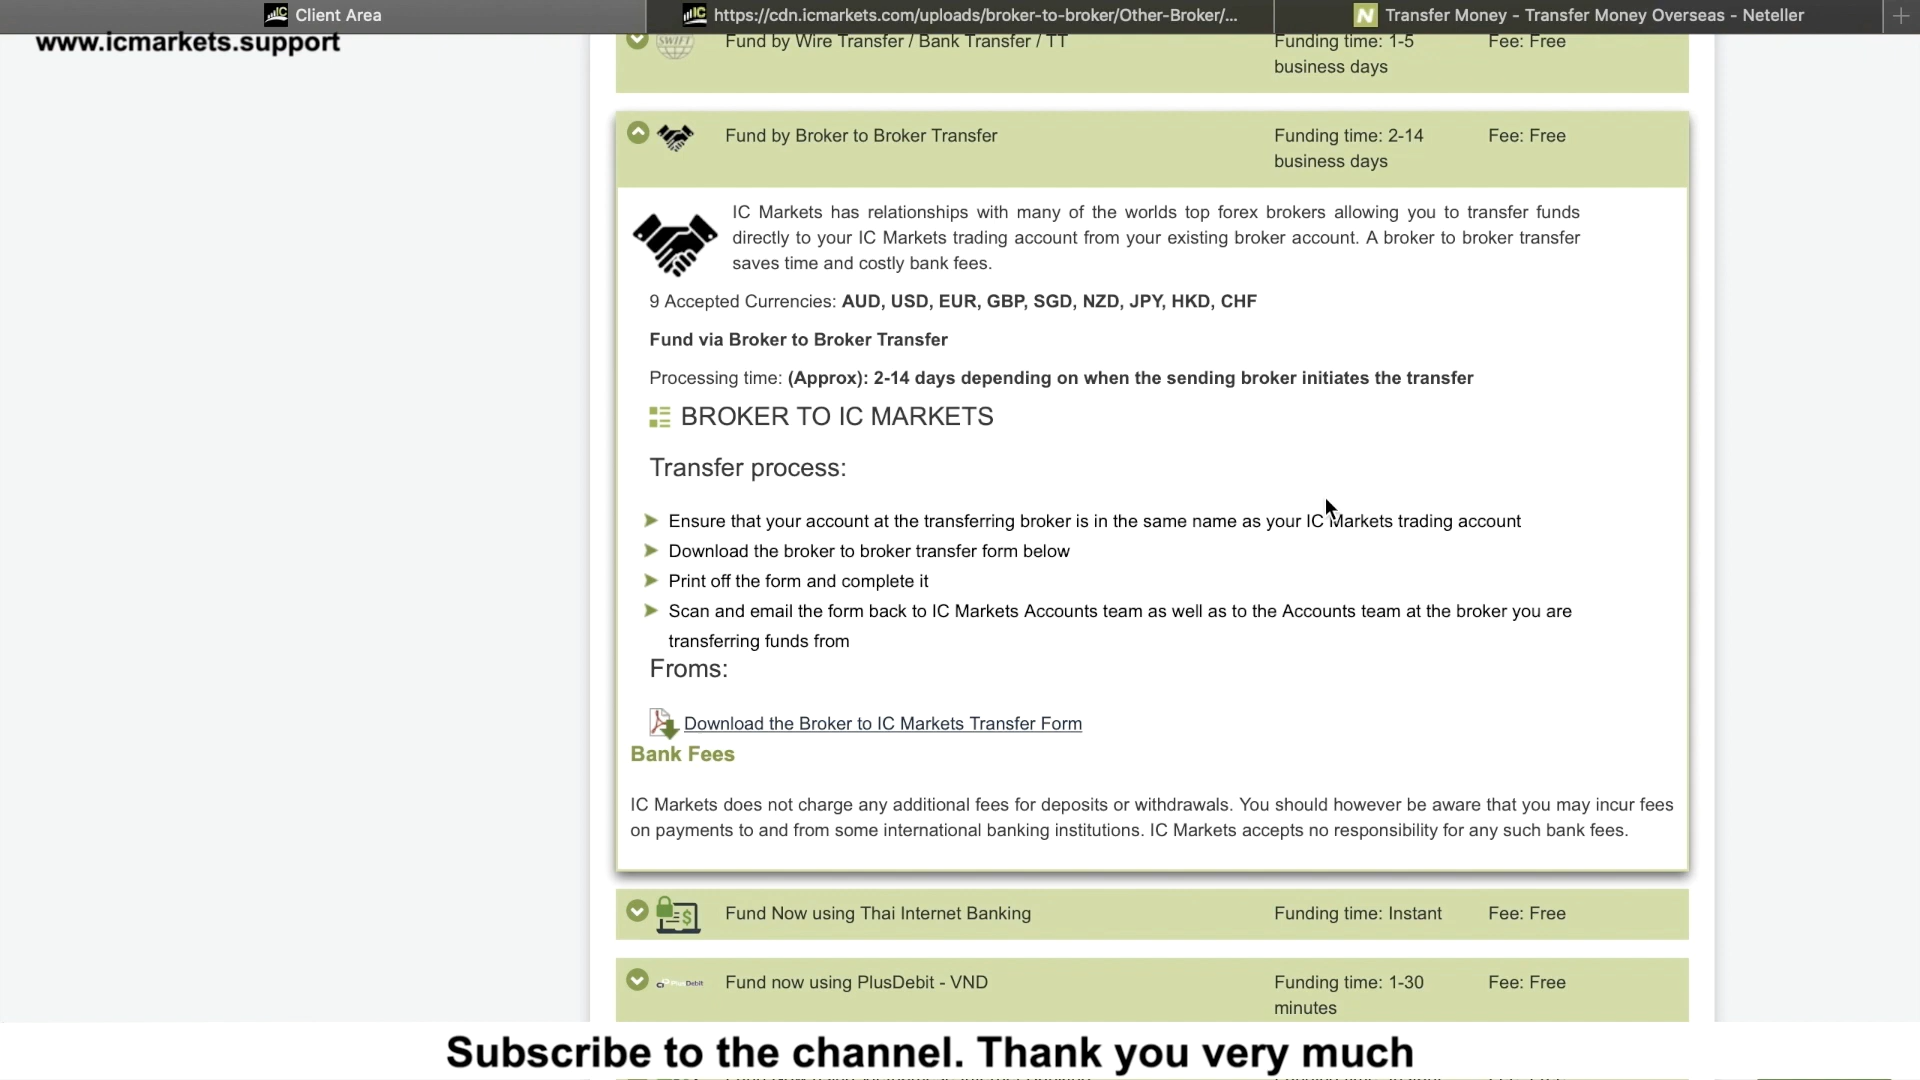 Client Area
https://cdn.icmarkets.com/uploads/broker-to-broker/Other-Broker/...
Transfer Money - Transfer Money Overseas - Neteller
www.icmarkets.support
SWIFT
Fund by Wire Transfer / Bank Transfer / TT
Funding time: 1-5
business days
Fee: Free
Fund by Broker to Broker Transfer
Funding time: 2-14
business days
Fee: Free
IC Markets has relationships with many of the worlds top forex brokers allowing you to transfer funds
directly to your IC Markets trading account from your existing broker account. A broker to broker transfer
saves time and costly bank fees.
9 Accepted Currencies: AUD, USD, EUR, GBP, SGD, NZD, JPY, HKD, CHF
Fund via Broker to Broker Transfer
Processing time: (Approx): 2-14 days depending on when the sending broker initiates the transfer
BROKER TO IC MARKETS
Transfer process:
Ensure that your account at the transferring broker is in the same name as your IC Markets trading account
Download the broker to broker transfer form below
Print off the form and complete it
Scan and email the form back to IC Markets Accounts team as well as to the Accounts team at the broker you are
transferring funds from
Froms:
Download the Broker to IC Markets Transfer Form
Bank Fees
IC Markets does not charge any additional fees for deposits or withdrawals. You should however be aware that you may incur fees
on payments to and from some international banking institutions. IC Markets accepts no responsibility for any such bank fees.
Fund Now using Thai Internet Banking
Funding time: Instant
Fee: Free
Fund now using PlusDebit - VND
Funding time: 1-30
minutes
Fee: Free
Subscribe to the channel. Thank you very much